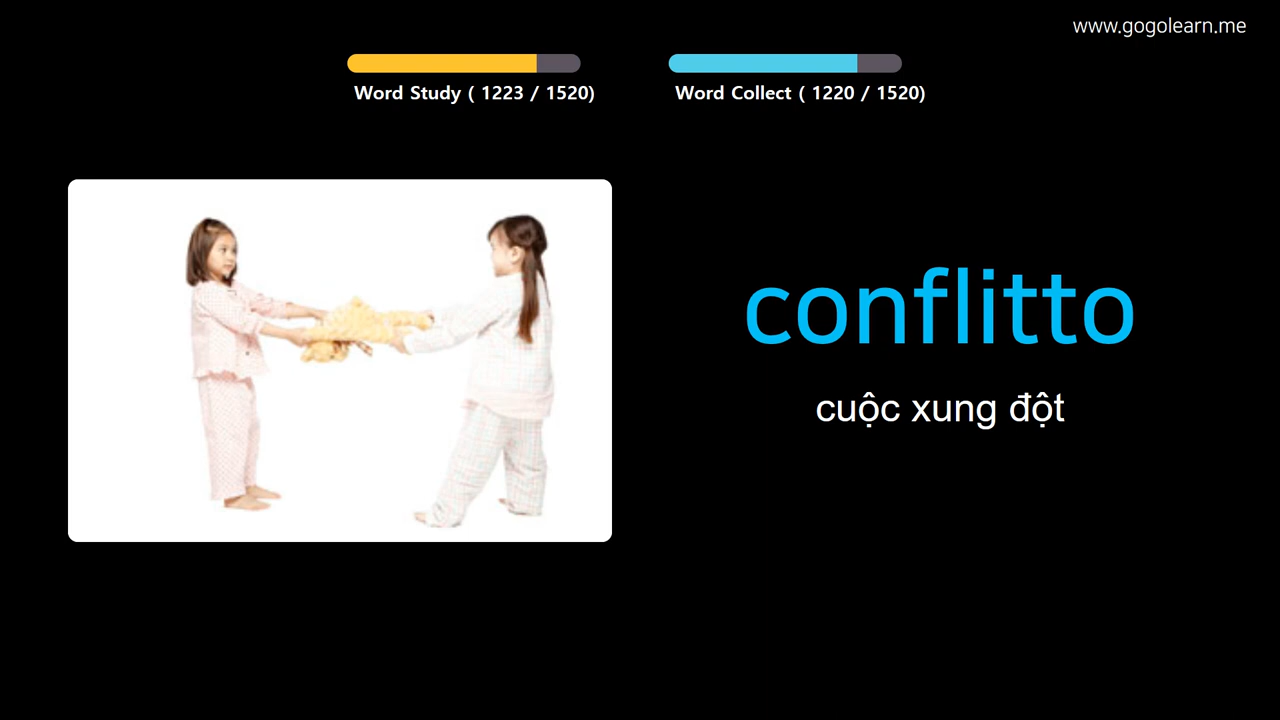 www.gogolearn.me
Word Study ( 1223 / 1520)
Word Collect ( 1220 / 1520)
conflitto
cuộc xung đột